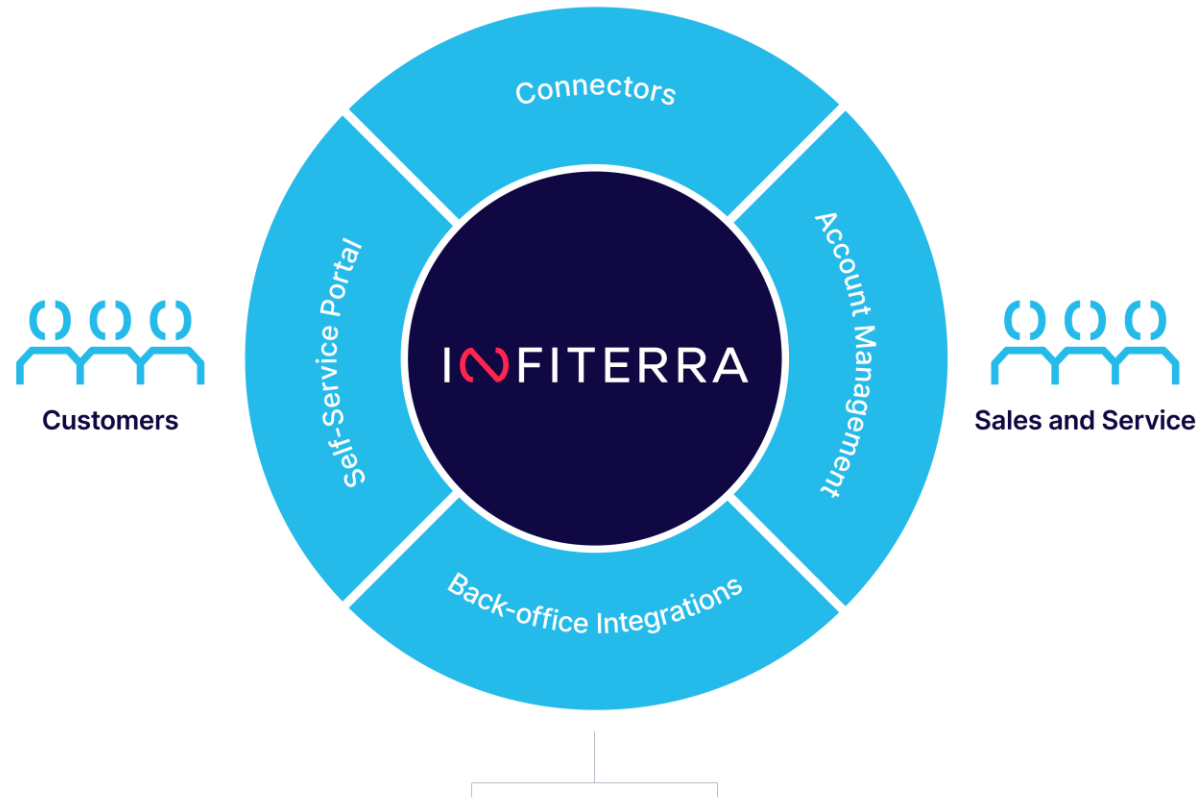 Connectors
Account Management
Self-Service Portal
INFITERRA
Customers
Sales and Service
Back-office Integrations